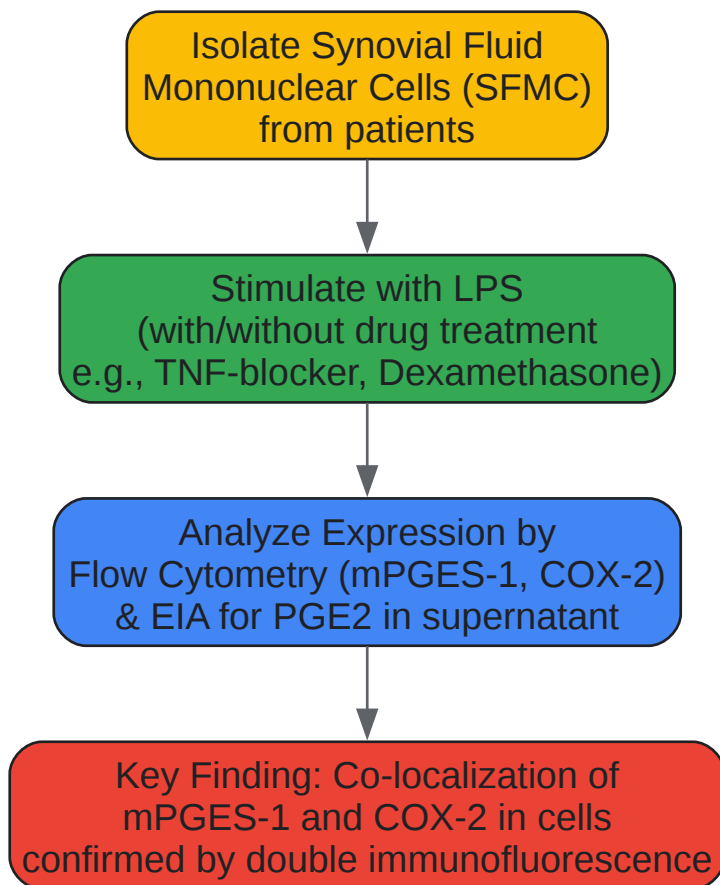 Isolate Synovial Fluid
Mononuclear Cells (SFMC)
from patients
Stimulate with LPS
(with/without drug treatment
e.g., TNF-blocker, Dexamethasone)
Analyze Expression by
Flow Cytometry (mPGES-1, COX-2)
& EIA for PGE2 in supernatant
Key Finding: Co-localization of
mPGES-1 and COX-2 in cells
confirmed by double immunofluorescence